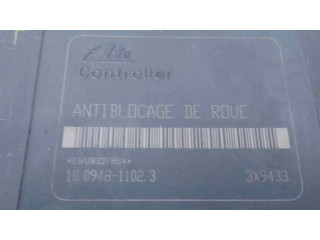 Ate
Controller
ANTIBLOCAGE DE ROUE
10.0948-1102.3 3X9433